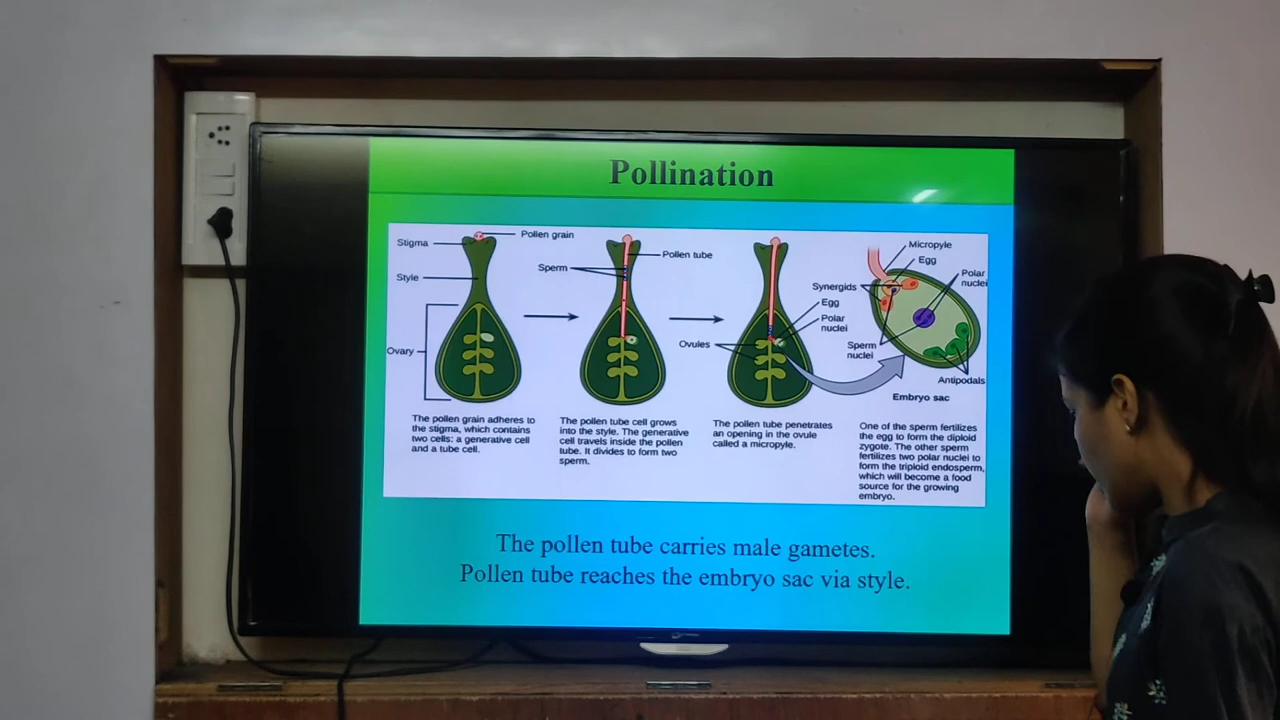 Pollination
Pollen grain
Stigma
Style
Ovary
Sperm
Pollen tube
Ovules
Egg
Polar
nuclei
Micropyle
Egg
Polar
nuclei
Synergids
Sperm
nuclei
Antipodals
Embryo sac
The pollen grain adheres to
the stigma, which contains
two cells: a generative cell
and a tube cell.
The pollen tube cell grows
into the style. The generative
cell travels inside the pollen
tube. It divides to form two
sperm.
The pollen tube penetrates
an opening in the ovule
called a micropyle.
One of the sperm fertilizes
the egg to form the diploid
zygote. The other sperm
fertilizes two polar nuclei to
form the triploid endosperm,
which will become a food
source for the growing
embryo.
The pollen tube carries male gametes.
Pollen tube reaches the embryo sac via style.